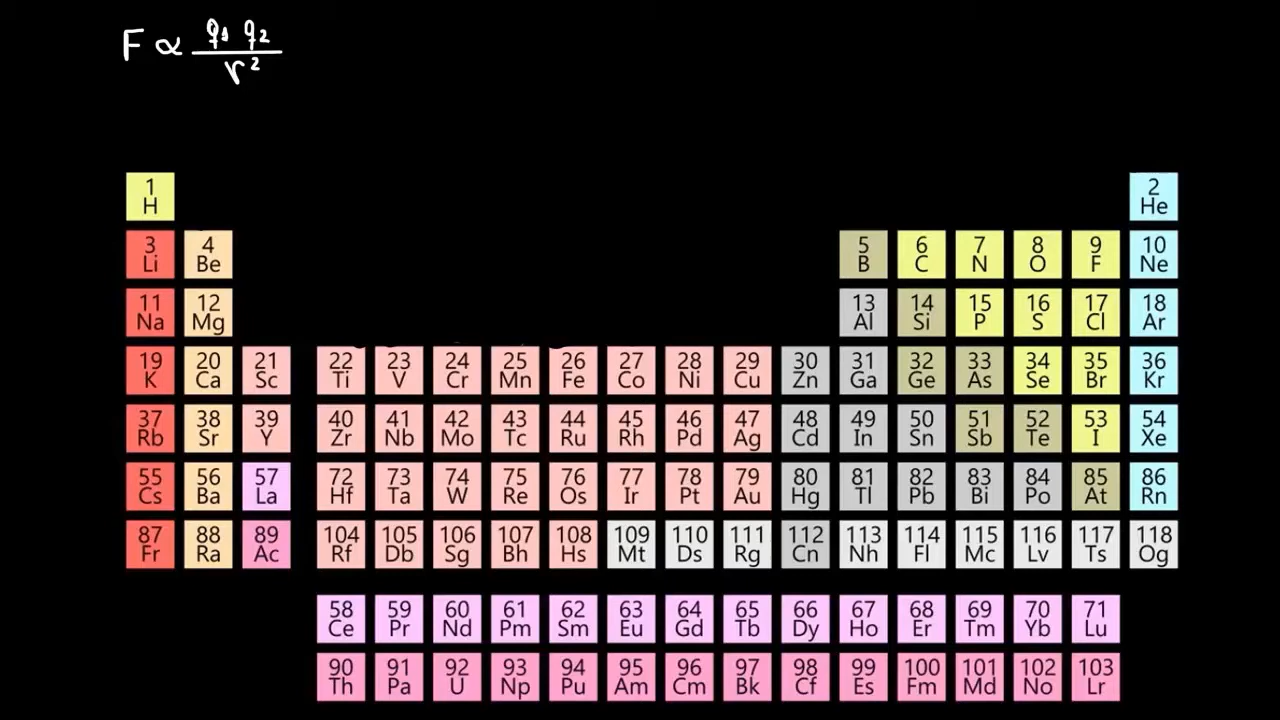 F ∝ q₁ q₂
r²
1 2
H He
3 4 5 6 7 8 9 10
Li Be B C N O F Ne
11 12 13 14 15 16 17 18
Na Mg Al Si P S Cl Ar
19 20 21 22 23 24 25 26 27 28 29 30 31 32 33 34 35 36
K Ca Sc Ti V Cr Mn Fe Co Ni Cu Zn Ga Ge As Se Br Kr
37 38 39 40 41 42 43 44 45 46 47 48 49 50 51 52 53 54
Rb Sr Y Zr Nb Mo Tc Ru Rh Pd Ag Cd In Sn Sb Te I Xe
55 56 57 72 73 74 75 76 77 78 79 80 81 82 83 84 85 86
Cs Ba La Hf Ta W Re Os Ir Pt Au Hg Tl Pb Bi Po At Rn
87 88 89 104 105 106 107 108 109 110 111 112 113 114 115 116 117 118
Fr Ra Ac Rf Db Sg Bh Hs Mt Ds Rg Cn Nh Fl Mc Lv Ts Og
58 59 60 61 62 63 64 65 66 67 68 69 70 71
Ce Pr Nd Pm Sm Eu Gd Tb Dy Ho Er Tm Yb Lu
90 91 92 93 94 95 96 97 98 99 100 101 102 103
Th Pa U Np Pu Am Cm Bk Cf Es Fm Md No Lr